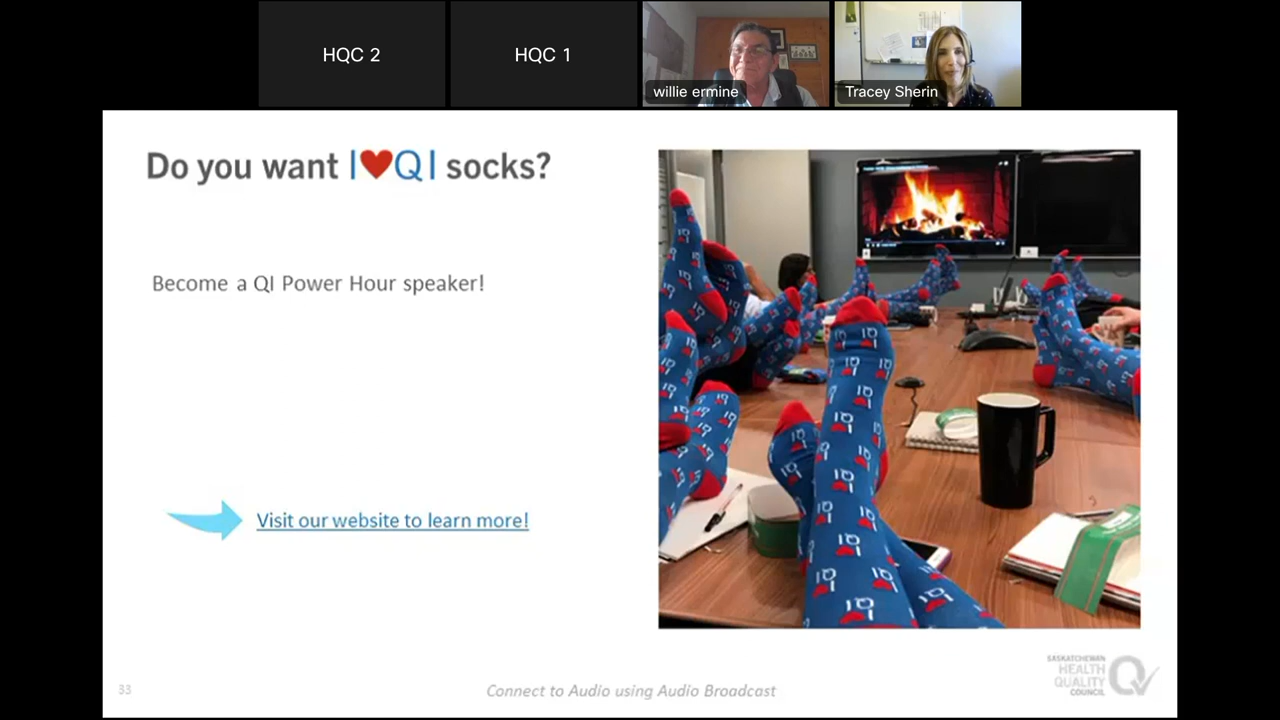 HQC 2
HQC 1
willie ermine
Tracey Sherin
Do you want I❤QI socks?
Become a QI Power Hour speaker!
Visit our website to learn more!
33
Connect to Audio using Audio Broadcast
SASKATCHEWAN
HEALTH
QUALITY
COUNCIL